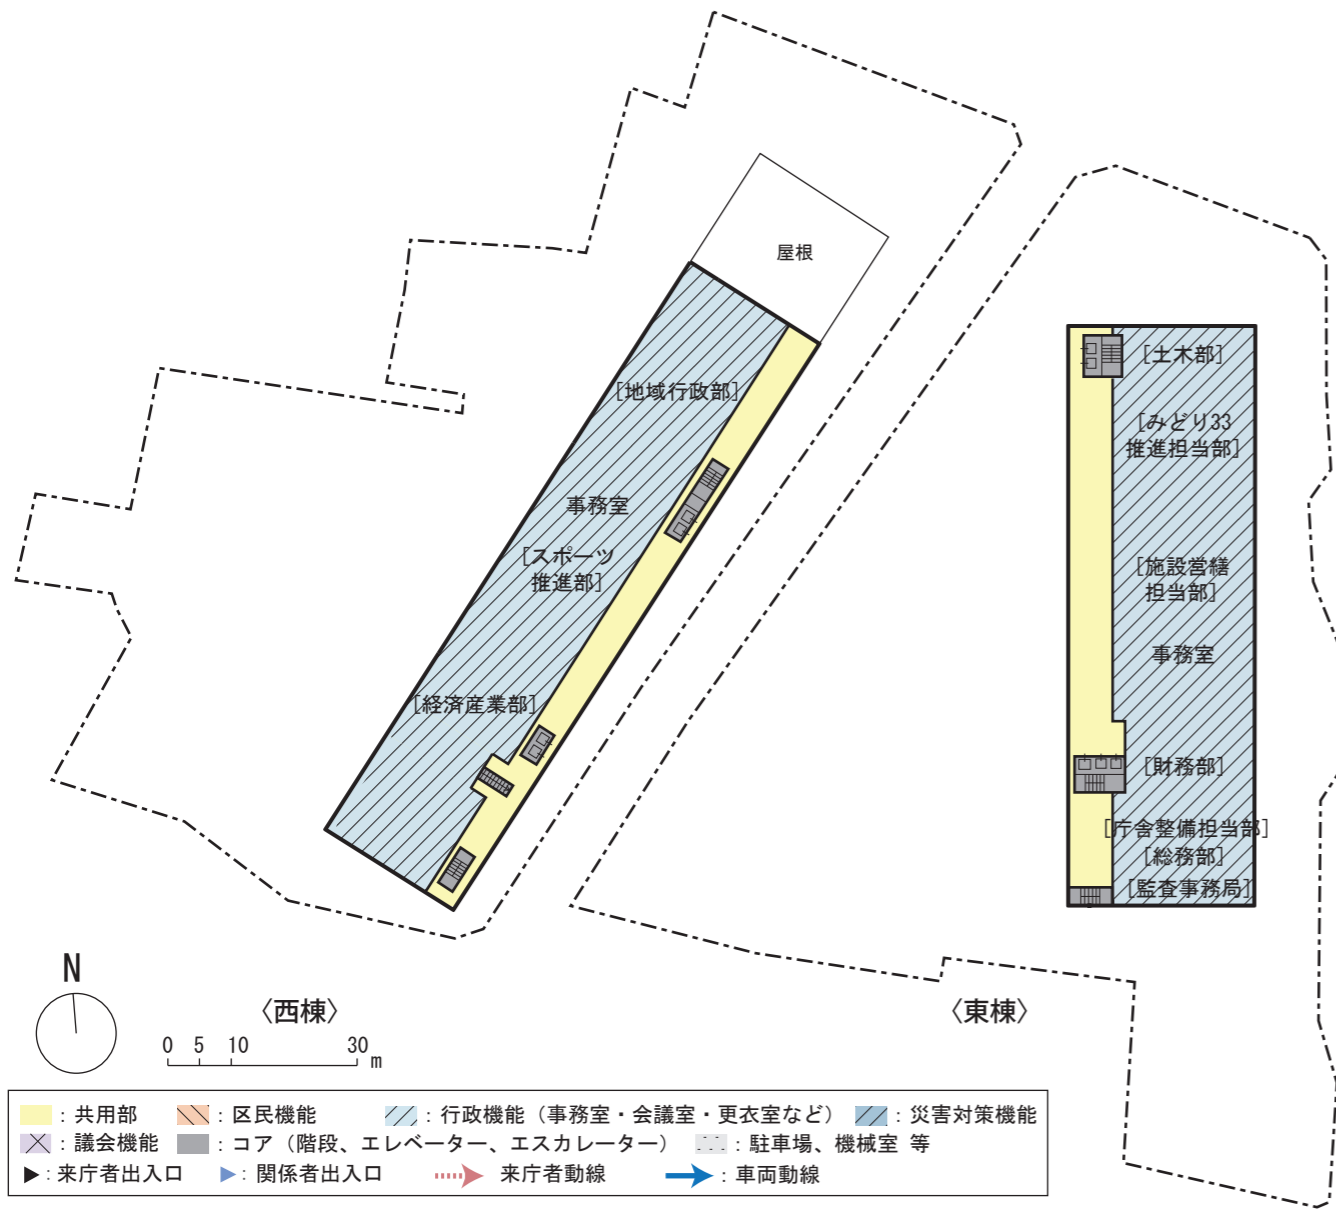 屋根
[地域行政部]
事務室
[スポーツ
推進部]
[経済産業部]
[土木部]
[みどり33
推進担当部]
[施設営繕
担当部]
事務室
[財務部]
[庁舎整備担当部]
[総務部]
[監査事務局]
N
〈西棟〉
〈東棟〉
0 5 10 30 m
：共用部 ：区民機能 ：行政機能（事務室・会議室・更衣室など） ：災害対策機能
：議会機能 ：コア（階段、エレベーター、エスカレーター） ：駐車場、機械室 等
：来庁者出入口 ：関係者出入口 来庁者動線 ：車両動線